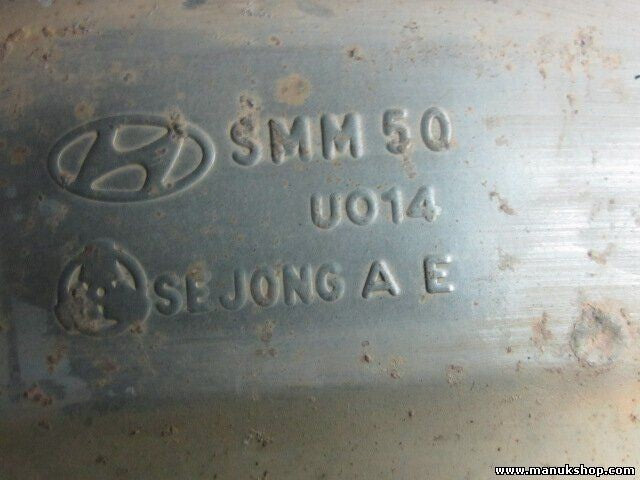 SMM 50
U014
SEJONG A E
www.manukshop.com